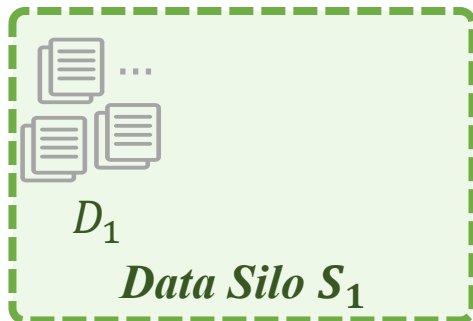 ...
D₁
Data Silo S₁